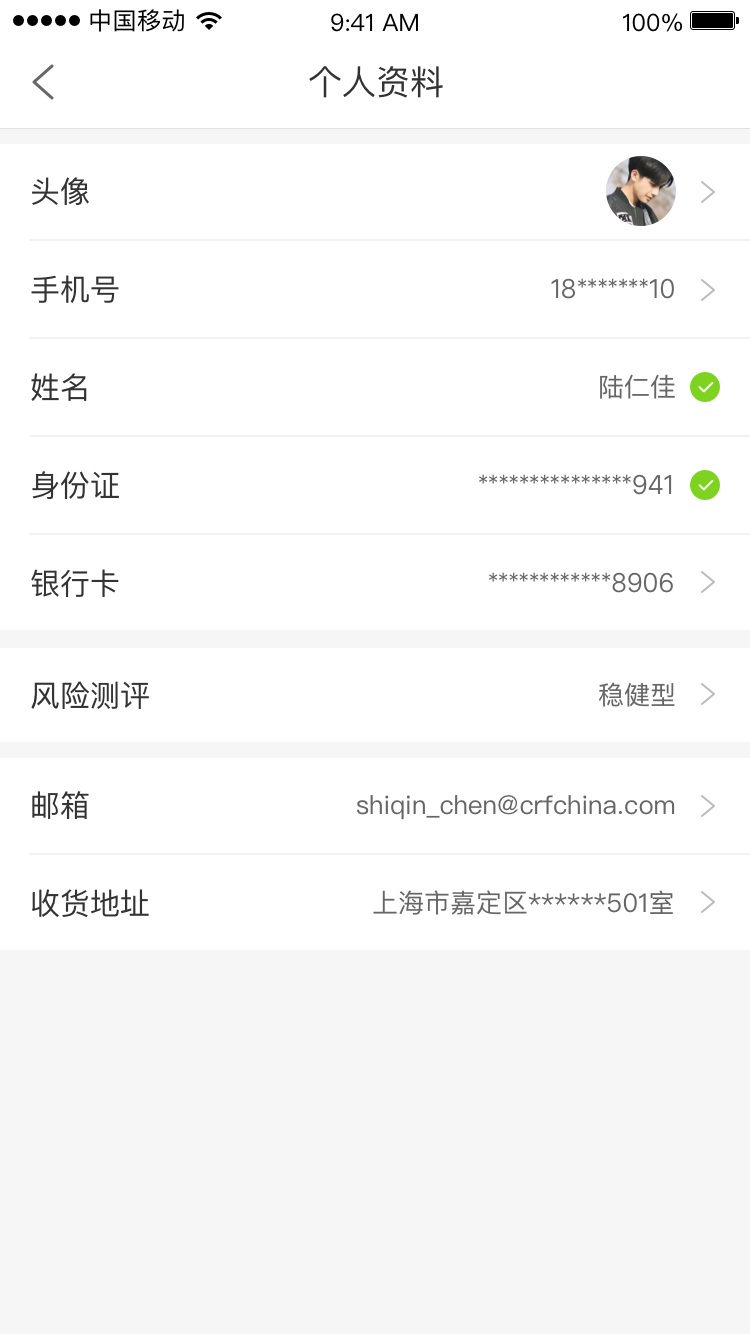 ●●●●● 中国移动 9:41 AM 100%
个人资料
头像
手机号 18*******10
姓名 陆仁佳
身份证 ***************941
银行卡 ************8906
风险测评 稳健型
邮箱 shiqin_chen@crfchina.com
收货地址 上海市嘉定区******501室